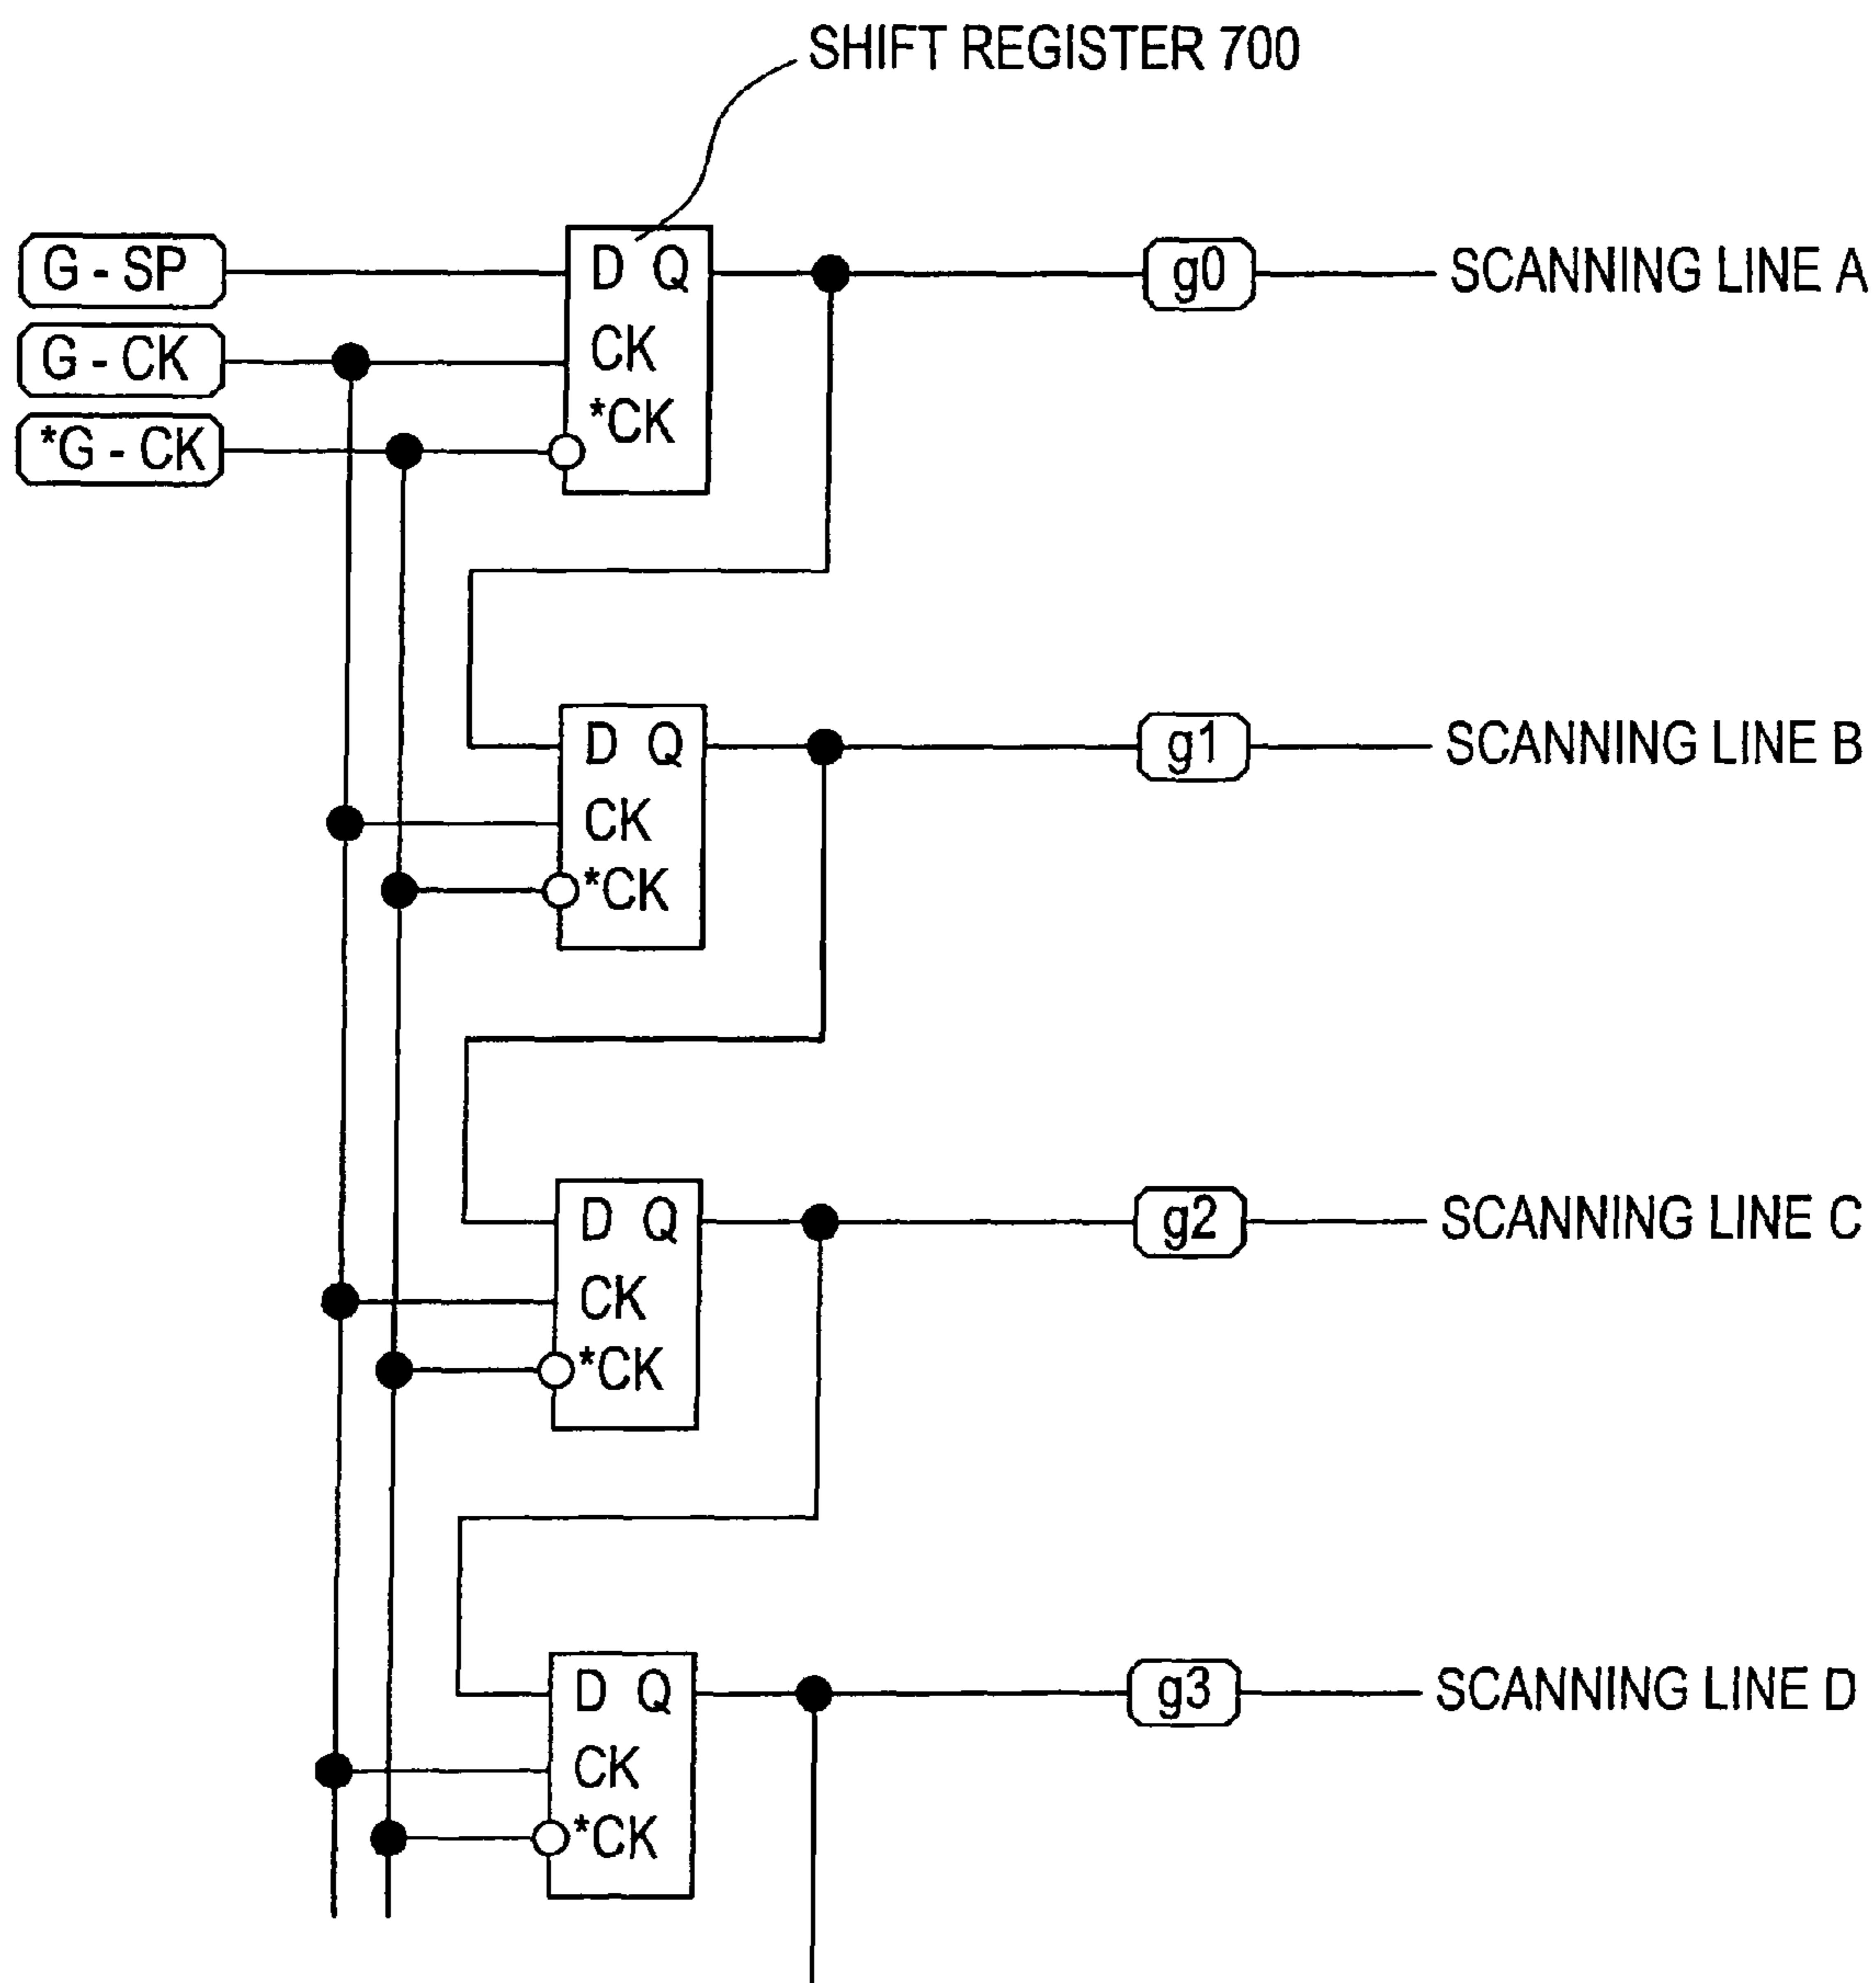 SHIFT REGISTER 700
G - SP
D Q
g0
SCANNING LINE A
G - CK
CK
*G - CK
*CK
D Q
g1
SCANNING LINE B
CK
*CK
D Q
g2
SCANNING LINE C
CK
*CK
D Q
g3
SCANNING LINE D
CK
*CK